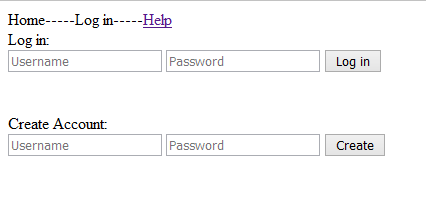 Home-----Log in-----Help
Log in:
Username Password Log in
Create Account:
Username Password Create